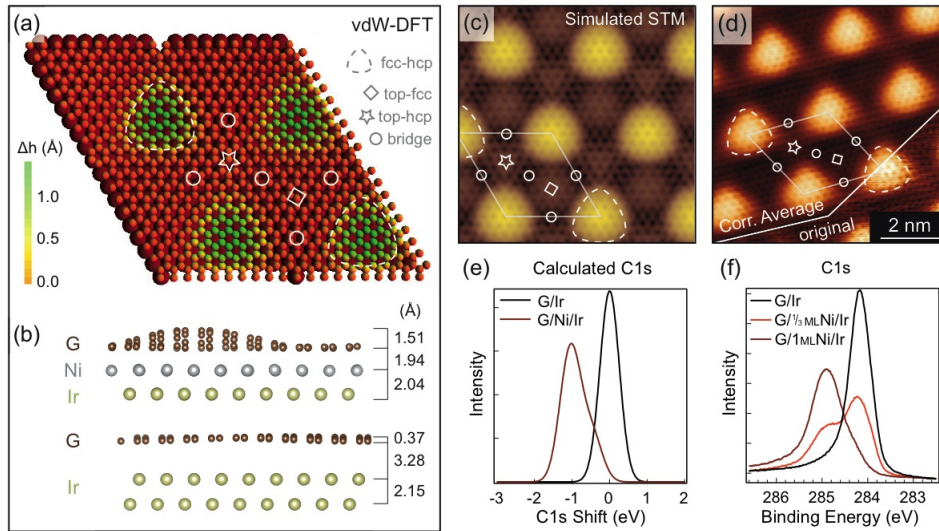 (a)
vdW-DFT
fcc-hcp
top-fcc
top-hcp
bridge
Δh (Å)
1.0
0.5
0.0
(b)
(Å)
G
1.51
Ni
1.94
Ir
2.04
G
0.37
3.28
Ir
2.15
(c)
Simulated STM
(d)
Corr. Average
original
2 nm
(e)
Calculated C1s
G/Ir
G/Ni/Ir
Intensity
-3 -2 -1 0 1 2 3
C1s Shift (eV)
(f)
C1s
G/Ir
G/1/3 MLNi/Ir
G/1MLNi/Ir
Intensity
286 285 284 283
Binding Energy (eV)